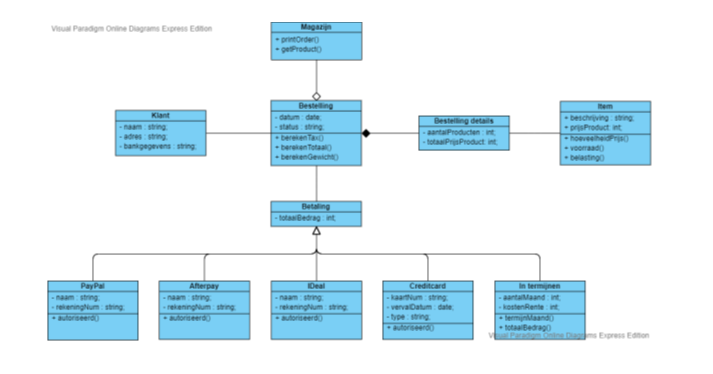 Visual Paradigm Online Diagrams Express Edition
Magazijn
+ printOrder()
+ getProduct()
Bestelling
- datum : date;
- status : string;
+ berekenTax()
+ berekenTotaal()
+ berekenGewicht()
Klant
- naam : string;
- adres : string;
- bankgegevens : string;
Bestelling details
- aantalProducten : int;
- totaalPrijsProduct: int;
Item
+ beschrijving : string;
+ prijsProduct: int;
+ hoeveelheidPrijs()
+ voorraad()
+ belasting()
Betaling
- totaalBedrag : int;
PayPal
- naam : string;
- rekeningNum : string;
+ autoriseerd()
Afterpay
- naam : string;
- rekeningNum : string;
+ autoriseerd()
IDeal
- naam : string;
- rekeningNum : string;
+ autoriseerd()
Creditcard
- kaartNum : string;
- vervalDatum : date;
- type : string;
+ autoriseerd()
In termijnen
- aantalMaand : int;
- kostenRente : int;
+ termijnMaand()
+ totaalBedrag()
Visual Paradigm Online Diagrams Express Edition